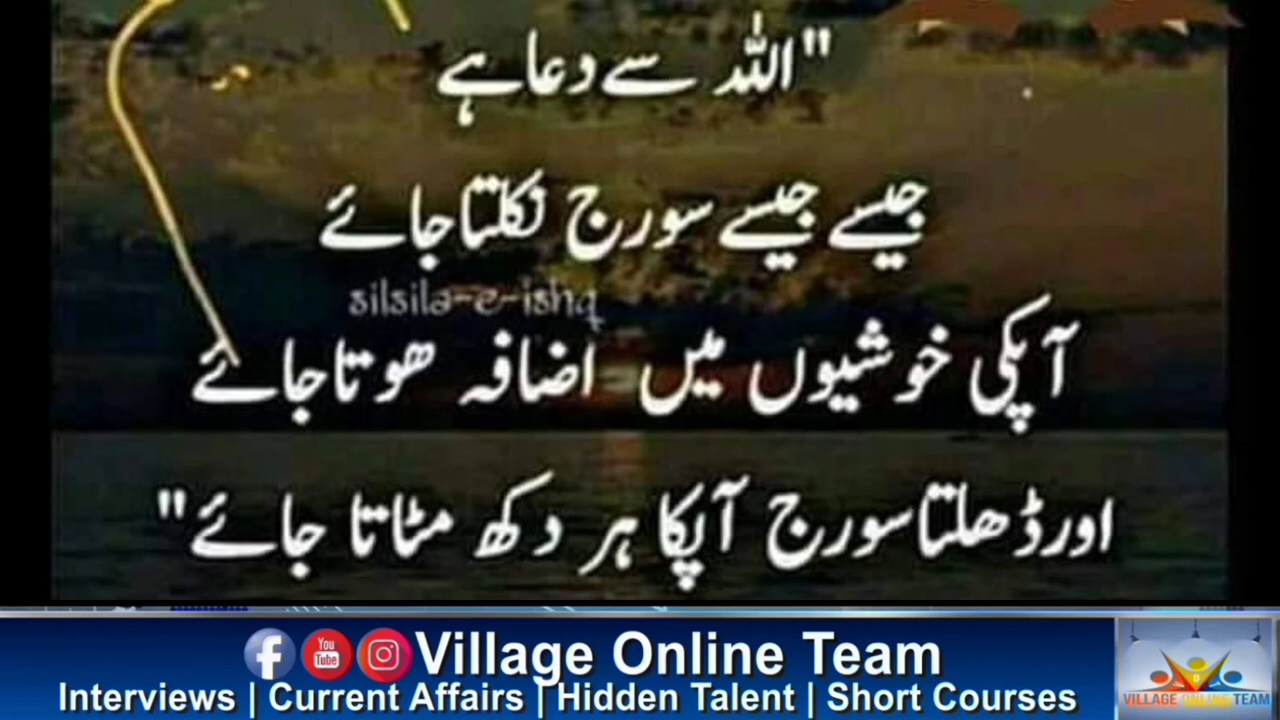 "اللہ سے دعا ہے
جیسے جیسے سورج نکلتا جائے
silsila-e-ishq
آپکی خوشیوں میں اضافہ ھوتا جائے
اور ڈھلتا سورج آپکا ہر دکھ مٹاتا جائے"
You Tube
Village Online Team
Interviews | Current Affairs | Hidden Talent | Short Courses
VILLAGE ONLINE TEAM